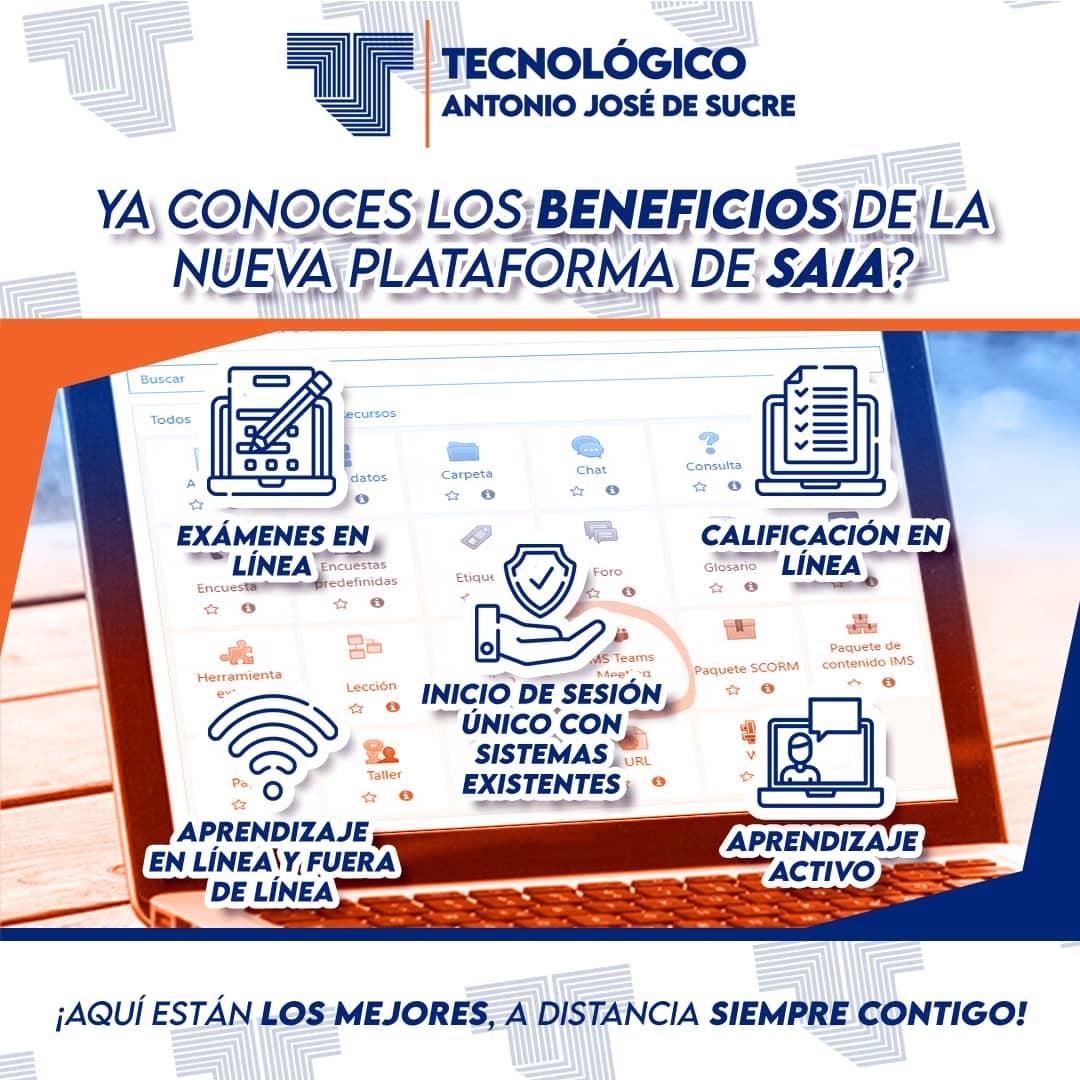 TECNOLÓGICO
ANTONIO JOSÉ DE SUCRE
YA CONOCES LOS BENEFICIOS DE LA
NUEVA PLATAFORMA DE SAIA?
Buscar
Todos
Recursos
datos
Carpeta
Chat
Consulta
EXÁMENES EN
LÍNEA
CALIFICACIÓN EN
LÍNEA
Encuesta
Encuestas
predefinidas
Foro
Glosario
Herramienta
Lección
MS Teams
Meeting
Paquete SCORM
Paquete de
contenido IMS
INICIO DE SESIÓN
ÚNICO CON
SISTEMAS
EXISTENTES
Taller
URL
APRENDIZAJE
EN LÍNEA Y FUERA
DE LÍNEA
APRENDIZAJE
ACTIVO
¡AQUÍ ESTÁN LOS MEJORES, A DISTANCIA SIEMPRE CONTIGO!